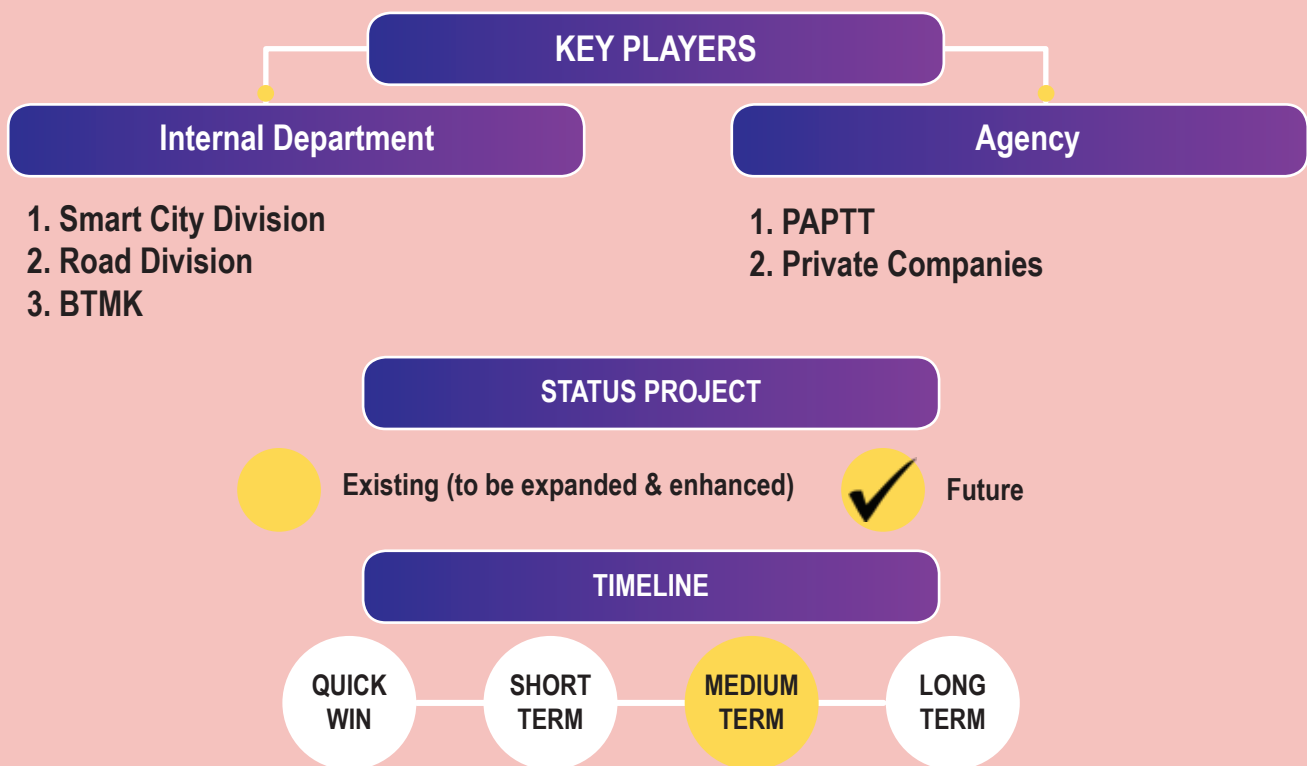 KEY PLAYERS
Internal Department
1. Smart City Division
2. Road Division
3. BTMK
Agency
1. PAPTT
2. Private Companies
STATUS PROJECT
Existing (to be expanded & enhanced)
Future
TIMELINE
QUICK
WIN
SHORT
TERM
MEDIUM
TERM
LONG
TERM